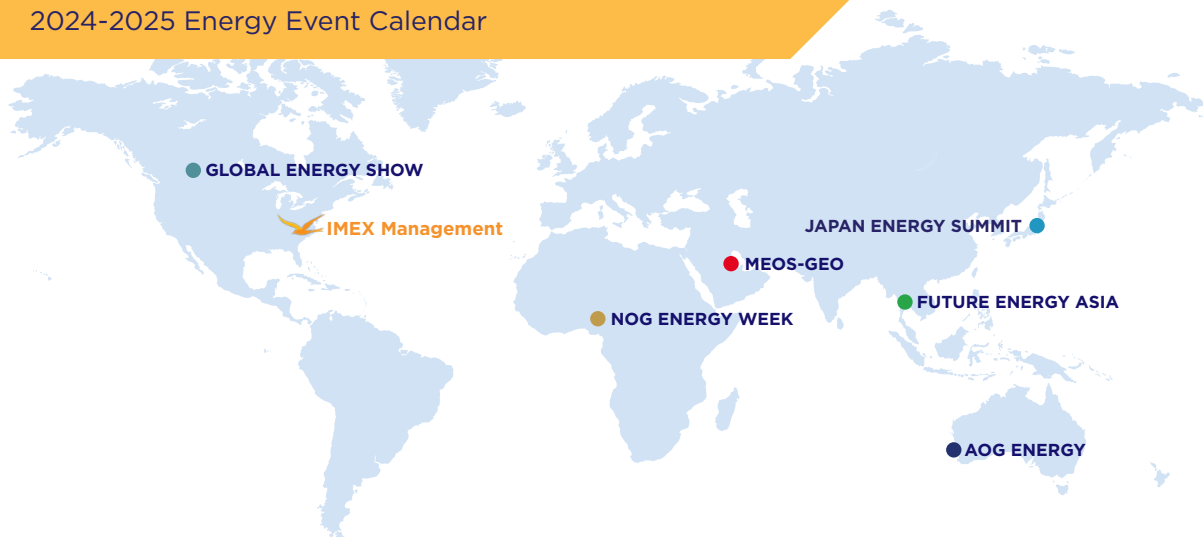 2024-2025 Energy Event Calendar
GLOBAL ENERGY SHOW
IMEX Management
JAPAN ENERGY SUMMIT
MEOS-GEO
FUTURE ENERGY ASIA
NOG ENERGY WEEK
AOG ENERGY